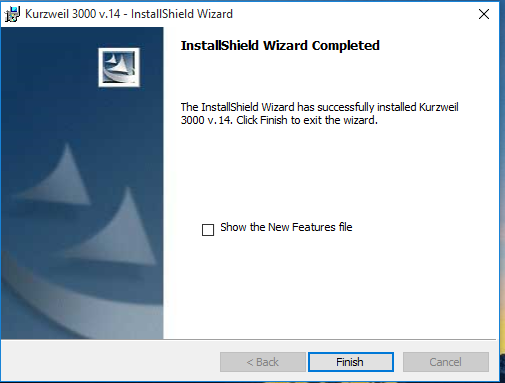 Kurzweil 3000 v.14 - InstallShield Wizard
InstallShield Wizard Completed
The InstallShield Wizard has successfully installed Kurzweil
3000 v.14. Click Finish to exit the wizard.
Show the New Features file
< Back
Finish
Cancel